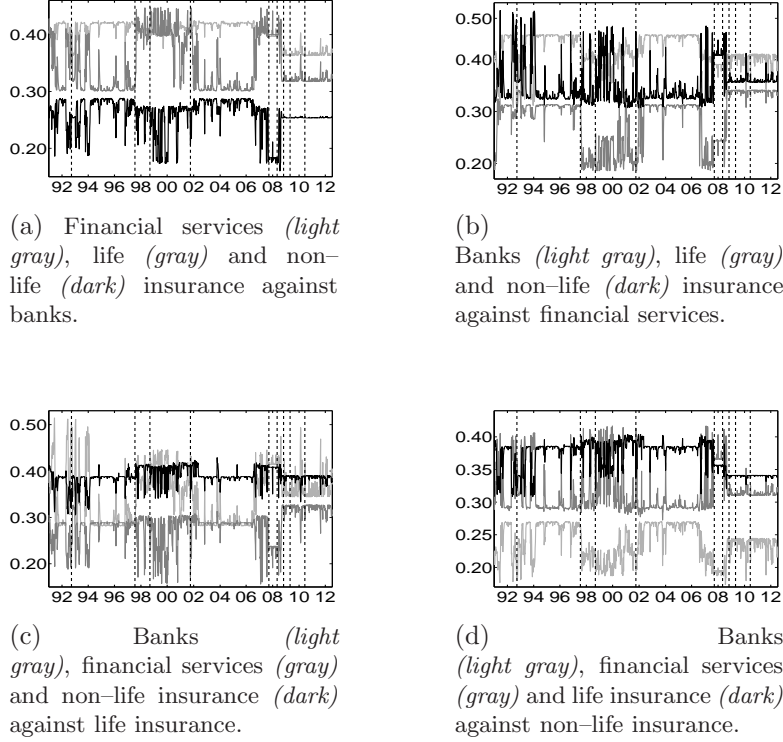 0.40
0.30
0.20
92 94 96 98 00 02 04 06 08 10 12
(a) Financial services (light
gray), life (gray) and non–
life (dark) insurance against
banks.
0.50
0.40
0.30
0.20
92 94 96 98 00 02 04 06 08 10 12
(b)
Banks (light gray), life (gray)
and non–life (dark) insurance
against financial services.
0.50
0.40
0.30
0.20
92 94 96 98 00 02 04 06 08 10 12
(c) Banks (light
gray), financial services (gray)
and non–life insurance (dark)
against life insurance.
0.40
0.35
0.30
0.25
0.20
92 94 96 98 00 02 04 06 08 10 12
(d) Banks
(light gray), financial services
(gray) and life insurance (dark)
against non–life insurance.